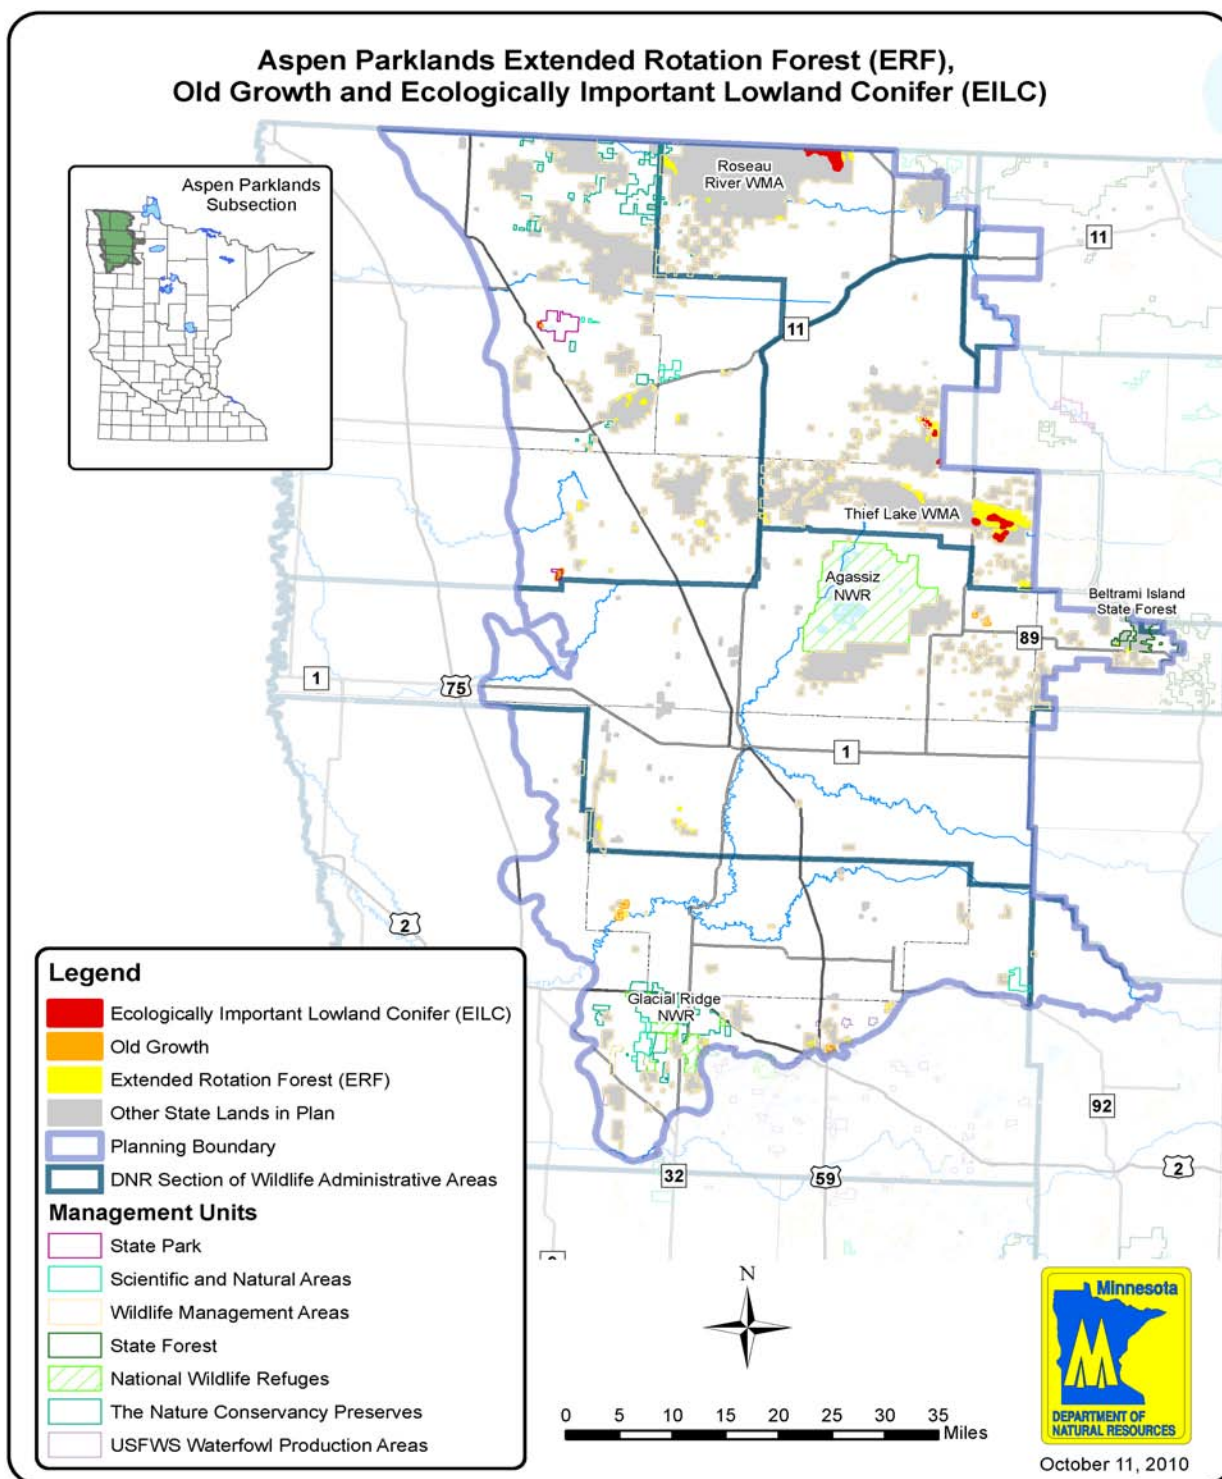 Aspen Parklands Extended Rotation Forest (ERF),
Old Growth and Ecologically Important Lowland Conifer (EILC)
Aspen Parklands
Subsection
Roseau
River WMA
11
11
Thief Lake WMA
Agassiz
NWR
Beltrami Island
State Forest
89
1
75
1
2
Glacial Ridge
NWR
92
32
59
2
Legend
Ecologically Important Lowland Conifer (EILC)
Old Growth
Extended Rotation Forest (ERF)
Other State Lands in Plan
Planning Boundary
DNR Section of Wildlife Administrative Areas
Management Units
State Park
Scientific and Natural Areas
Wildlife Management Areas
State Forest
National Wildlife Refuges
The Nature Conservancy Preserves
USFWS Waterfowl Production Areas
N
0 5 10 15 20 25 30 35
Miles
Minnesota
DEPARTMENT OF
NATURAL RESOURCES
October 11, 2010